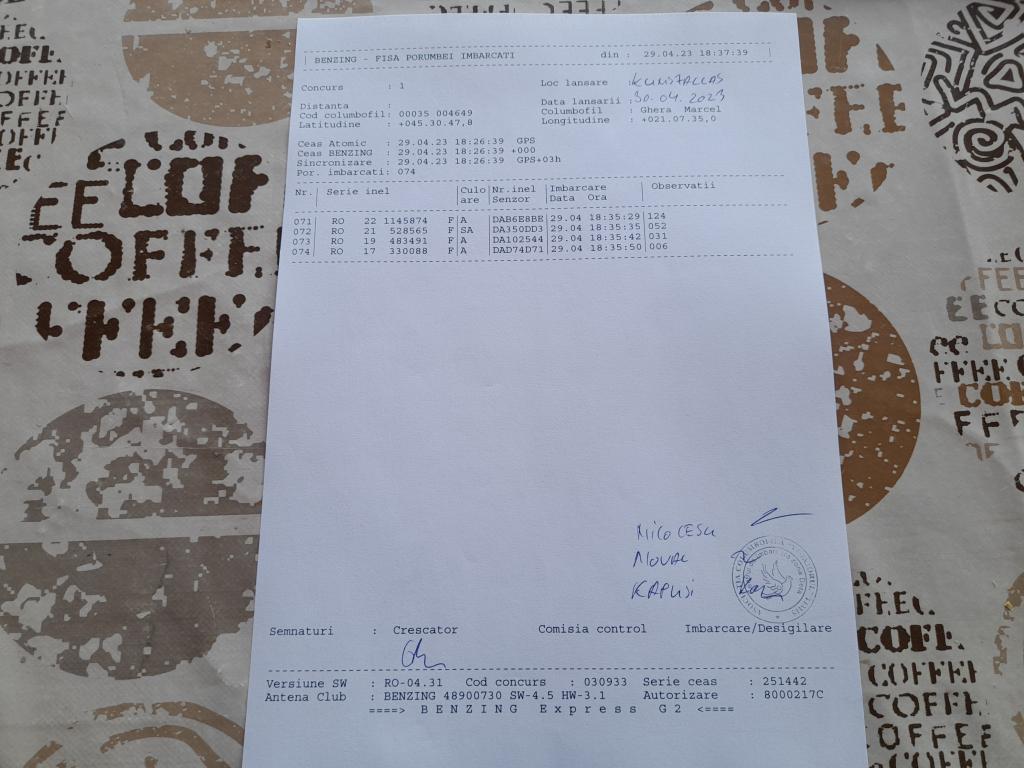 BENZING - FISA PORUMBEI IMBARCATI din : 29.04.23 18:37:39
Concurs : 1 Loc lansare :
Distanta : Data lansarii : 30.04.2023
Cod columbofil: 00035 004649 Columbofil : Ghera Marcel
Latitudine : +045.30.47,8 Longitudine : +021.07.35,0
Ceas Atomic : 29.04.23 18:26:39 GPS
Ceas BENZING : 29.04.23 18:26:39 +000
Sincronizare : 29.04.23 18:26:39 GPS+03h
Por. imbarcati: 074
Nr. | Serie inel |Culo|Nr.inel |Imbarcare | Observatii
| |are |Senzor |Data Ora |
071| RO 22 1145874 F|A |DAB6E8BE|29.04 18:35:29|124
072| RO 21 528565 F|SA |DA350DD3|29.04 18:35:35|052
073| RO 19 483491 F|A |DA102544|29.04 18:35:42|031
074| RO 17 330088 F|A |DAD74D71|29.04 18:35:50|006
KAPUSI
Semnaturi : Crescator Comisia control Imbarcare/Desigilare
Versiune SW : RO-04.31 Cod concurs : 030933 Serie ceas : 251442
Antena Club : BENZING 48900730 SW-4.5 HW-3.1 Autorizare : 8000217C
====> B E N Z I N G E x p r e s s G 2 <====
COFFEE
COFFEE
COFFEE
COFFEE